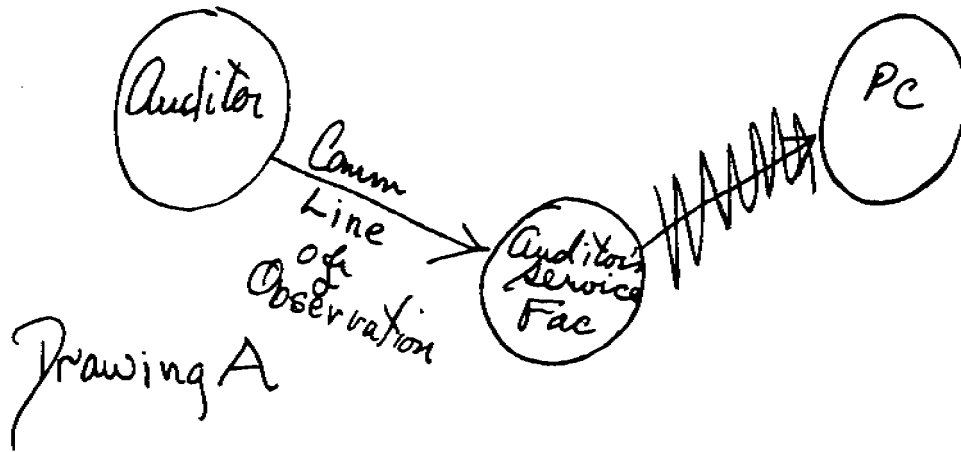 Auditor
Comm
Line
of
Observation
Auditor's
Service
Fac
PC
Drawing A